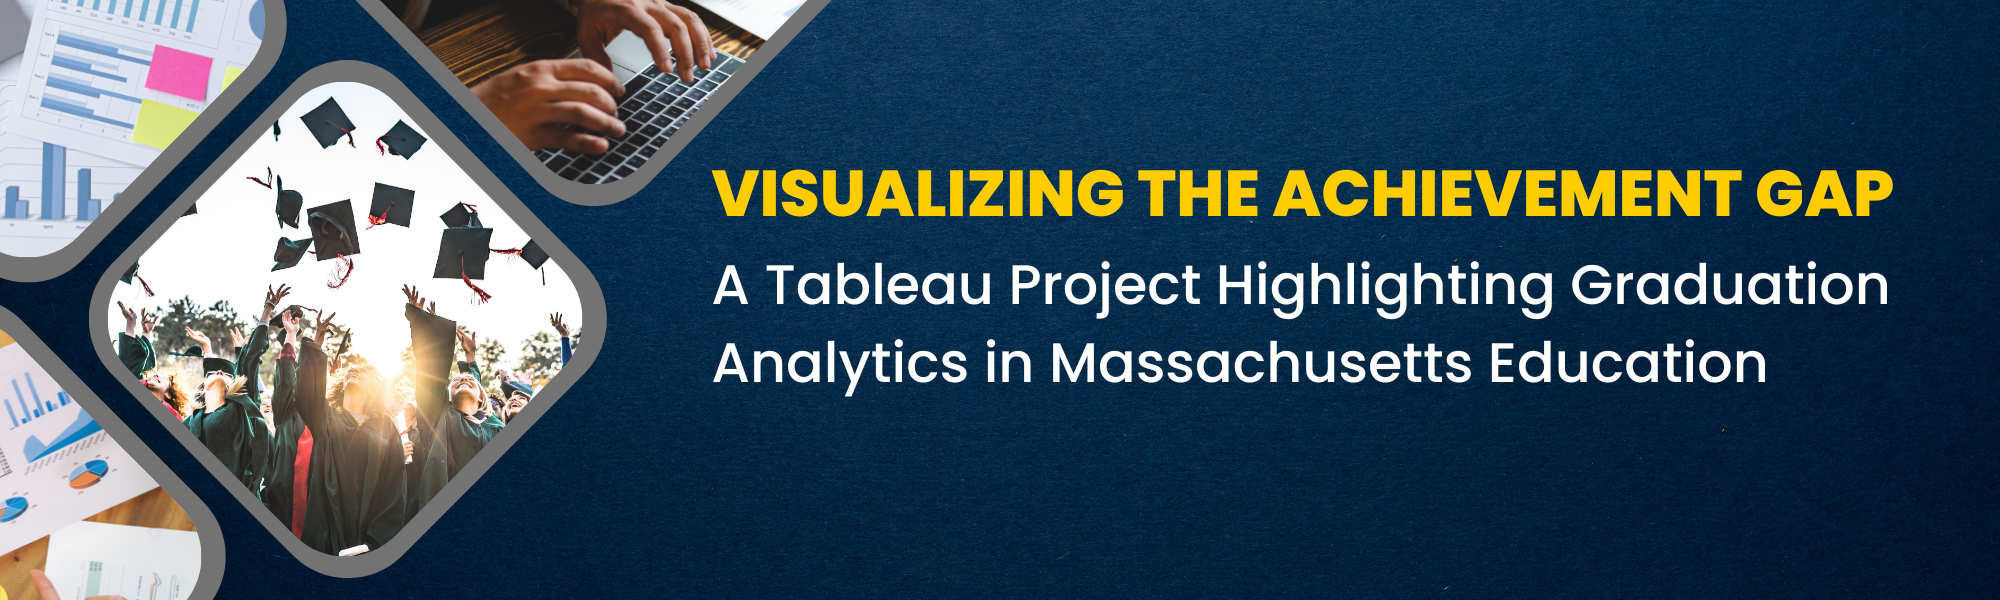 VISUALIZING THE ACHIEVEMENT GAP
A Tableau Project Highlighting Graduation
Analytics in Massachusetts Education